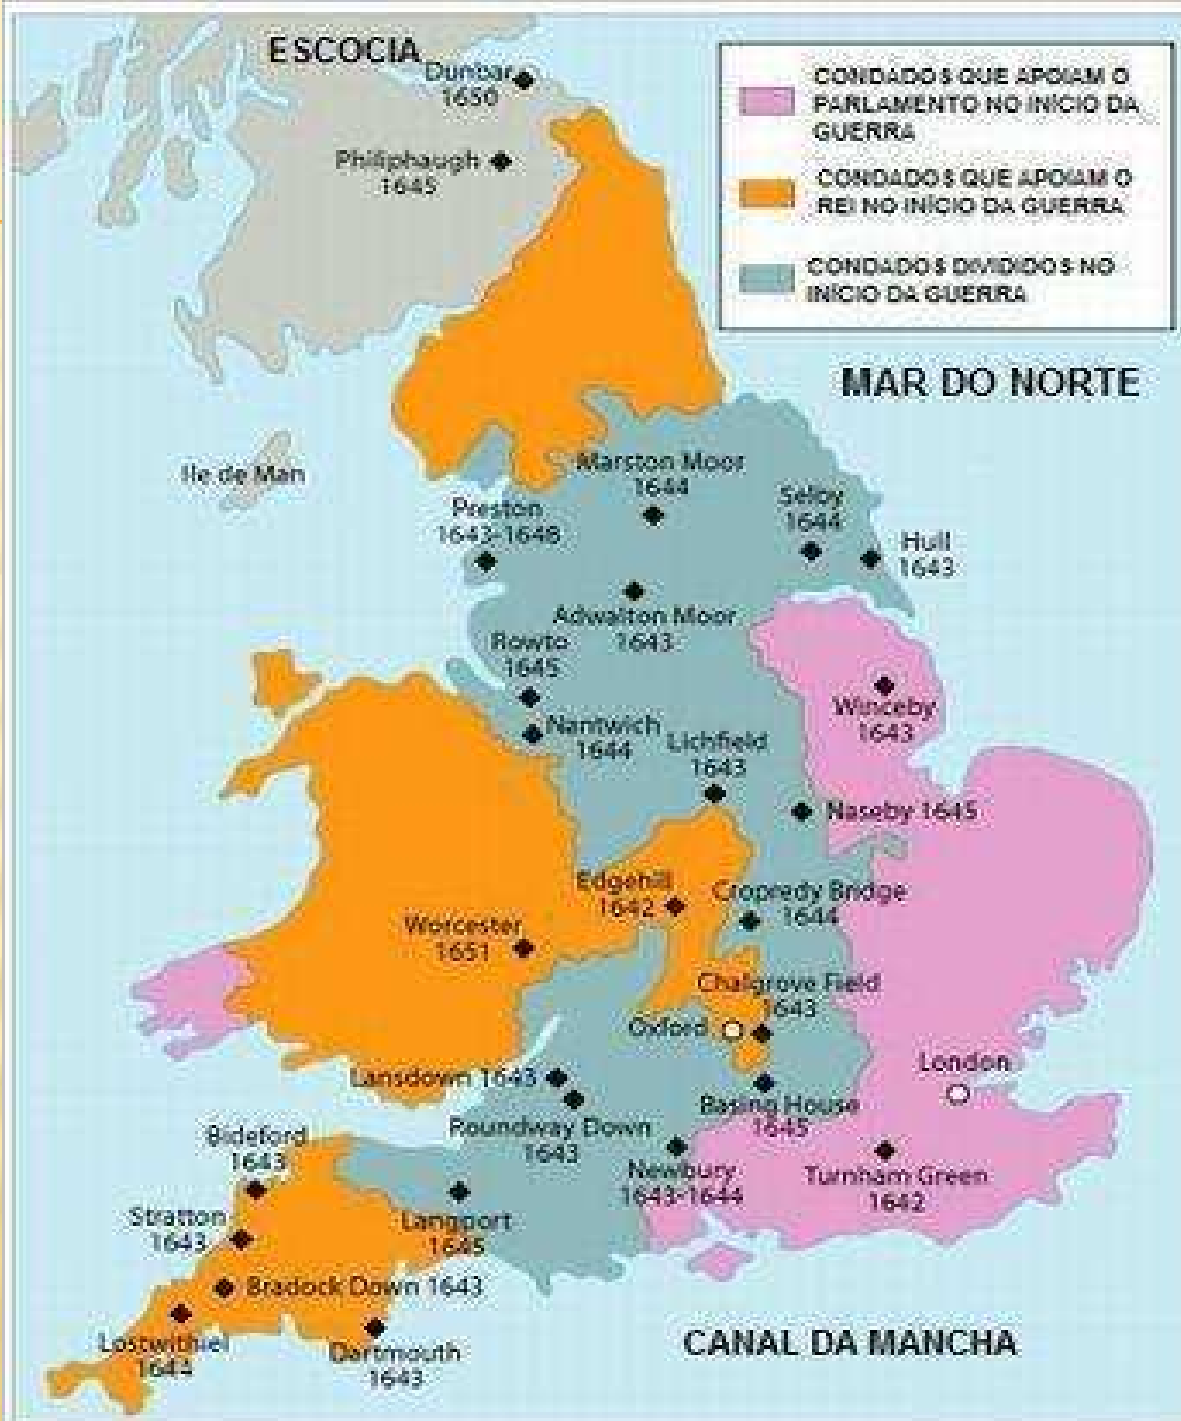 ESCOCIA
Dunbar
1650
Philiphaugh
1645
CONDADOS QUE APOIAM O
PARLAMENTO NO INÍCIO DA
GUERRA
CONDADOS QUE APOIAM O
REI NO INÍCIO DA GUERRA
CONDADOS DIVIDIDOS NO
INÍCIO DA GUERRA
MAR DO NORTE
Ile de Man
Marston Moor
1644
Preston
1643-1648
Selby
1644
Hull
1643
Adwalton Moor
1643
Rowto
1645
Nantwich
1644
Lichfield
1643
Winceby
1643
Naseby 1645
Edgehill
1642
Cropredy Bridge
1644
Worcester
1651
Chalgrove Field
1643
Oxford
London
Lansdown 1643
Basing House
1645
Roundway Down
1643
Bideford
1643
Newbury
1643-1644
Turnham Green
1642
Stratton
1643
Langport
1645
Bradock Down 1643
Lostwithiel
1644
Dartmouth
1643
CANAL DA MANCHA